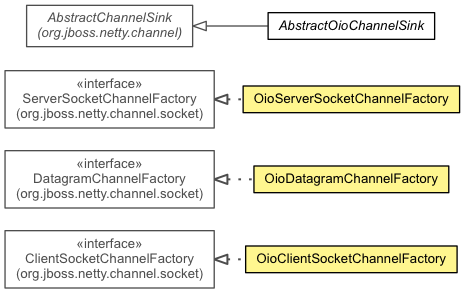 AbstractChannelSink
(org.jboss.netty.channel)
AbstractOioChannelSink
«interface»
ServerSocketChannelFactory
(org.jboss.netty.channel.socket)
OioServerSocketChannelFactory
«interface»
DatagramChannelFactory
(org.jboss.netty.channel.socket)
OioDatagramChannelFactory
«interface»
ClientSocketChannelFactory
(org.jboss.netty.channel.socket)
OioClientSocketChannelFactory